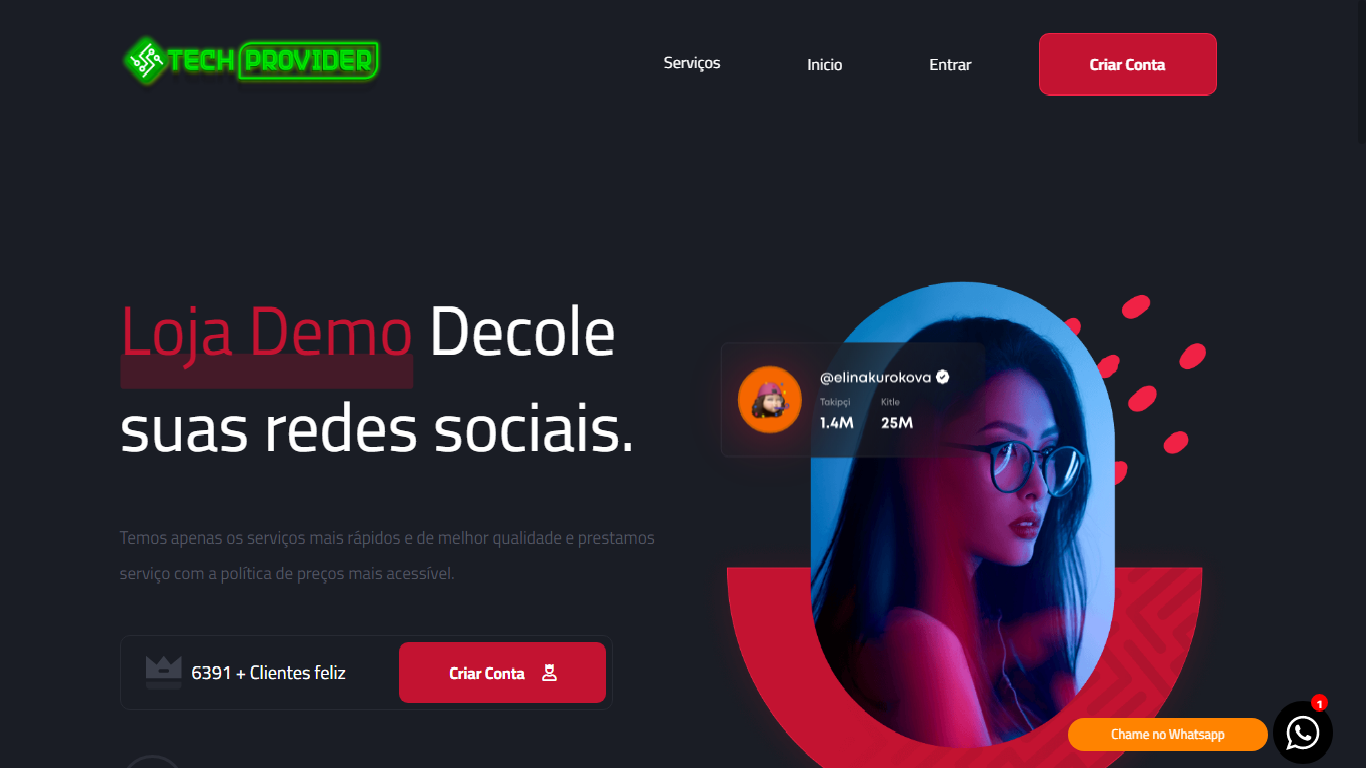 TECH PROVIDER
Serviços
Inicio
Entrar
Criar Conta
Loja Demo Decole
suas redes sociais.
Temos apenas os serviços mais rápidos e de melhor qualidade e prestamos
serviço com a política de preços mais acessível.
6391 + Clientes feliz
Criar Conta
@elinakurokova
Takipçi Kitle
1.4M 25M
1
Chame no Whatsapp